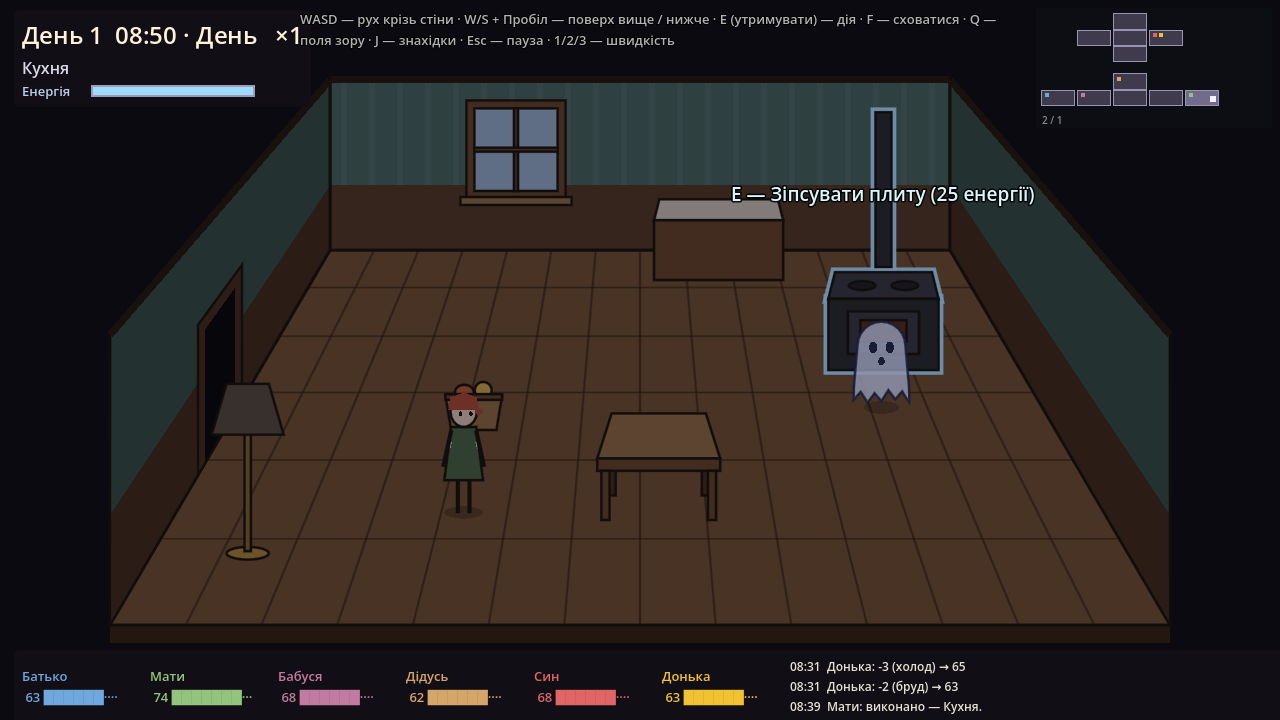 День 1 08:50 · День ×1
Кухня
Енергія
WASD — рух крізь стіни · W/S + Пробіл — поверх вище / нижче · E (утримувати) — дія · F — сховатися · Q —
поля зору · J — знахідки · Esc — пауза · 1/2/3 — швидкість
2 / 1
E — Зіпсувати плиту (25 енергії)
Батько
63
Мати
74
Бабуся
68
Дідусь
62
Син
68
Донька
63
08:31 Донька: -3 (холод) → 65
08:31 Донька: -2 (бруд) → 63
08:39 Мати: виконано — Кухня.